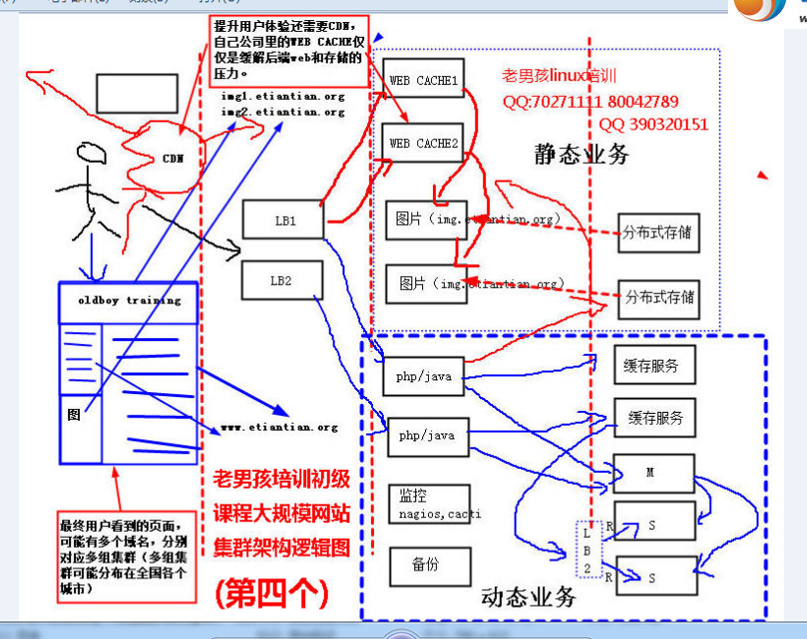 提升用户体验还需要CDN，
自己公司里的WEB CACHE仅
仅是缓解后端web和存储的
压力。
img1.etiantian.org
img2.etiantian.org
CDN
WEB CACHE1
WEB CACHE2
老男孩linux培训
QQ:70271111 80042789
QQ 390320151
静态业务
LB1
LB2
图片（img.etiantian.org）
图片（img.etiantian.org）
分布式存储
分布式存储
oldboy training
图
www.etiantian.org
php/java
php/java
缓存服务
缓存服务
M
R
S
R
S
L
B
2
监控
nagios,cacti
备份
动态业务
老男孩培训初级
课程大规模网站
集群架构逻辑图
(第四个)
最终用户看到的页面，
可能有多个域名，分别
对应多组集群（多组集
群可能分布在全国各个
城市）